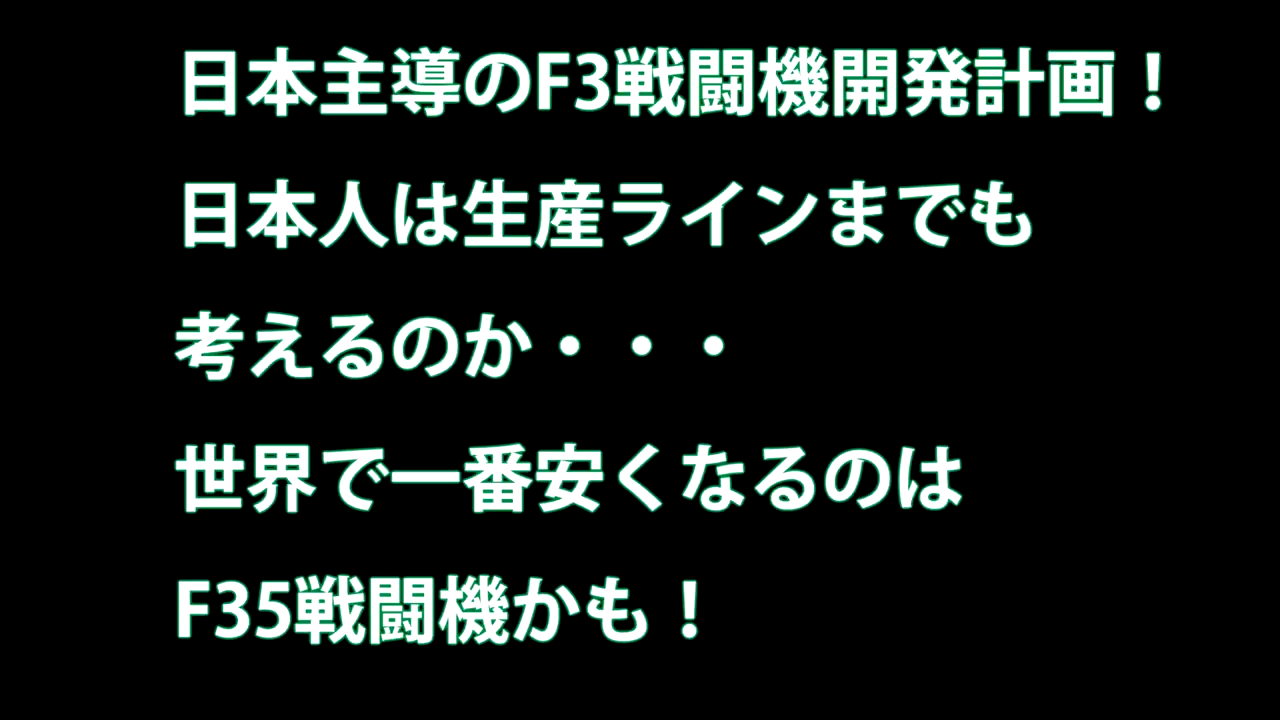 日本主導のF3戦闘機開発計画！
日本人は生産ラインまでも
考えるのか・・・
世界で一番安くなるのは
F35戦闘機かも！